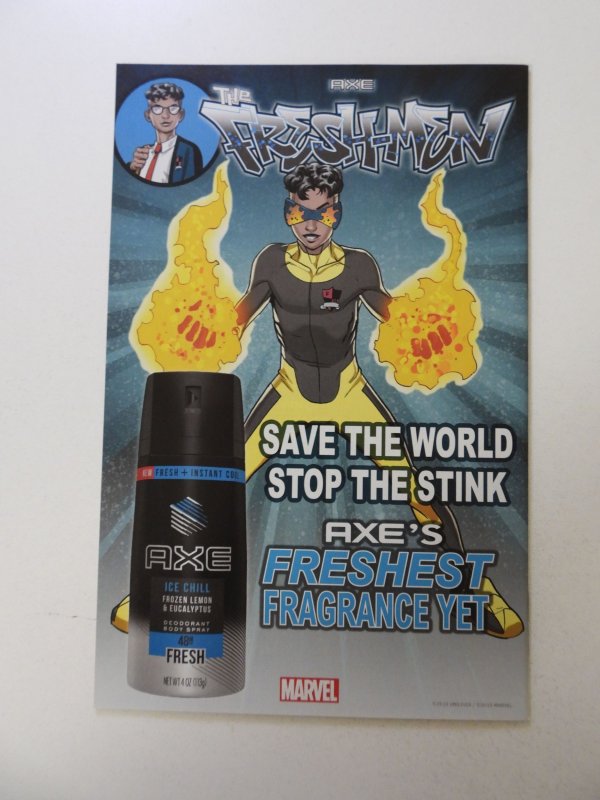 AXE
THE
FRESH-MEN
SAVE THE WORLD
STOP THE STINK
AXE'S
FRESHEST
FRAGRANCE YET
NEW FRESH + INSTANT COOL
AXE
ICE CHILL
FROZEN LEMON
& EUCALYPTUS
DEODORANT
BODY SPRAY
48H
FRESH
NET WT 4 OZ (113g)
MARVEL